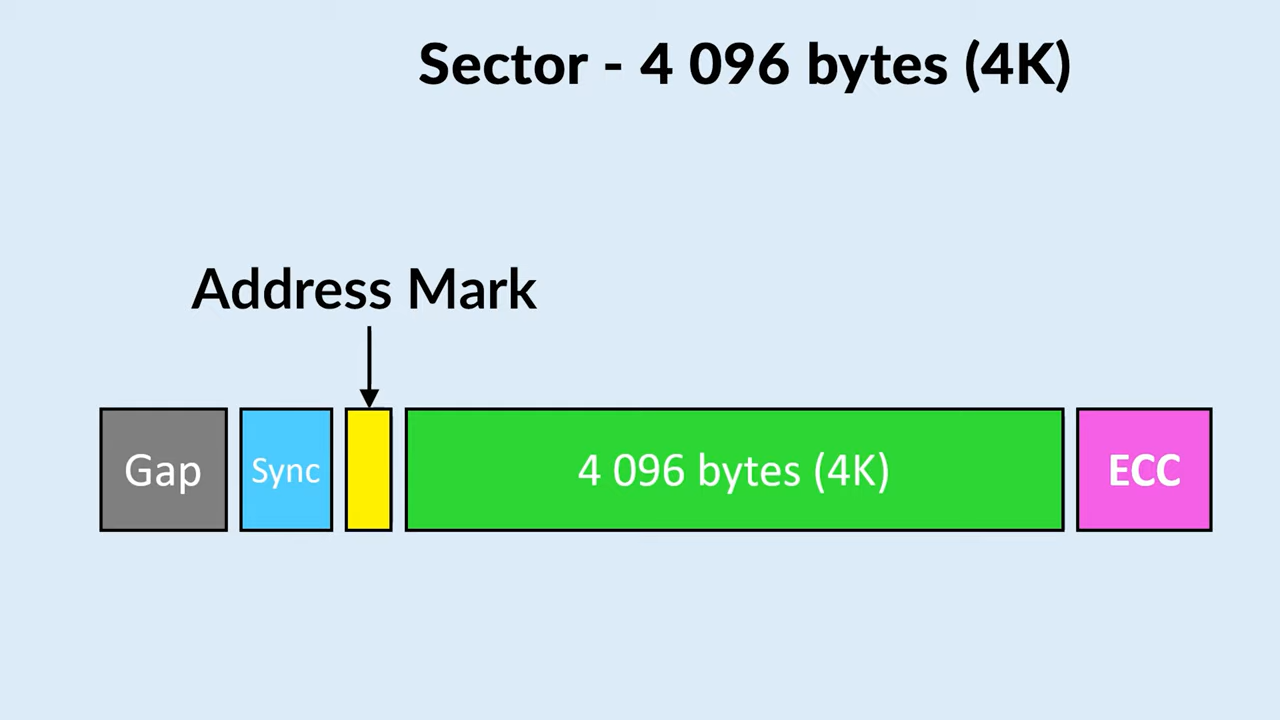 Sector - 4 096 bytes (4K)
Address Mark
Gap Sync 4 096 bytes (4K) ECC